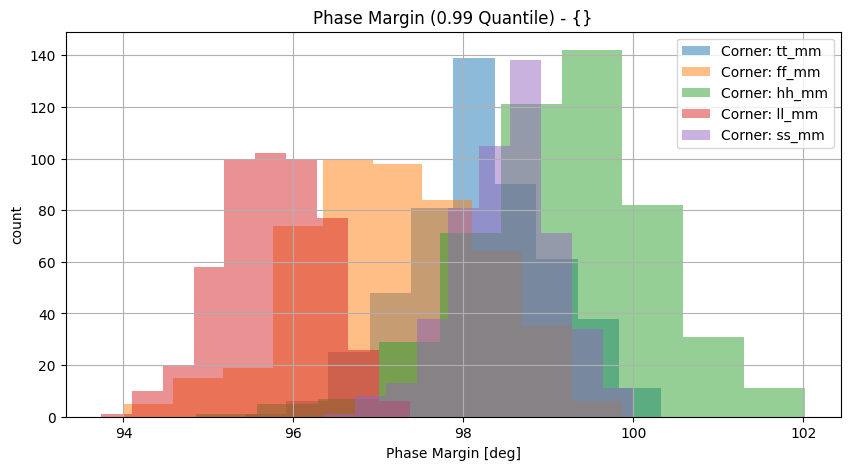 Phase Margin (0.99 Quantile) - {}
Corner: tt_mm
Corner: ff_mm
Corner: hh_mm
Corner: ll_mm
Corner: ss_mm
140
120
100
80
60
40
20
0
count
94 96 98 100 102
Phase Margin [deg]